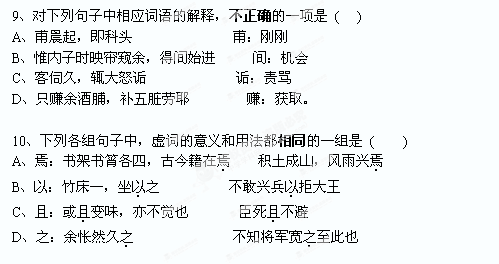 9、对下列句子中相应词语的解释，不正确的一项是（ ）
A、甫晨起，即科头 甫：刚刚
B、惟内子时映帘窥余，得间始进 间：机会
C、客伺久，辄大怒诟 诟：责骂
D、只赚余酒脯，补五脏劳耶 赚：获取。
10、下列各组句子中，虚词的意义和用法都相同的一组是（ ）
A、焉：书架书箵各四，古今籍在焉 积土成山，风雨兴焉
B、以：竹床一，坐以之 不敢兴兵以拒大王
C、且：或且变味，亦不觉也 臣死且不避
D、之：余怅然久之 不知将军宽之至此也